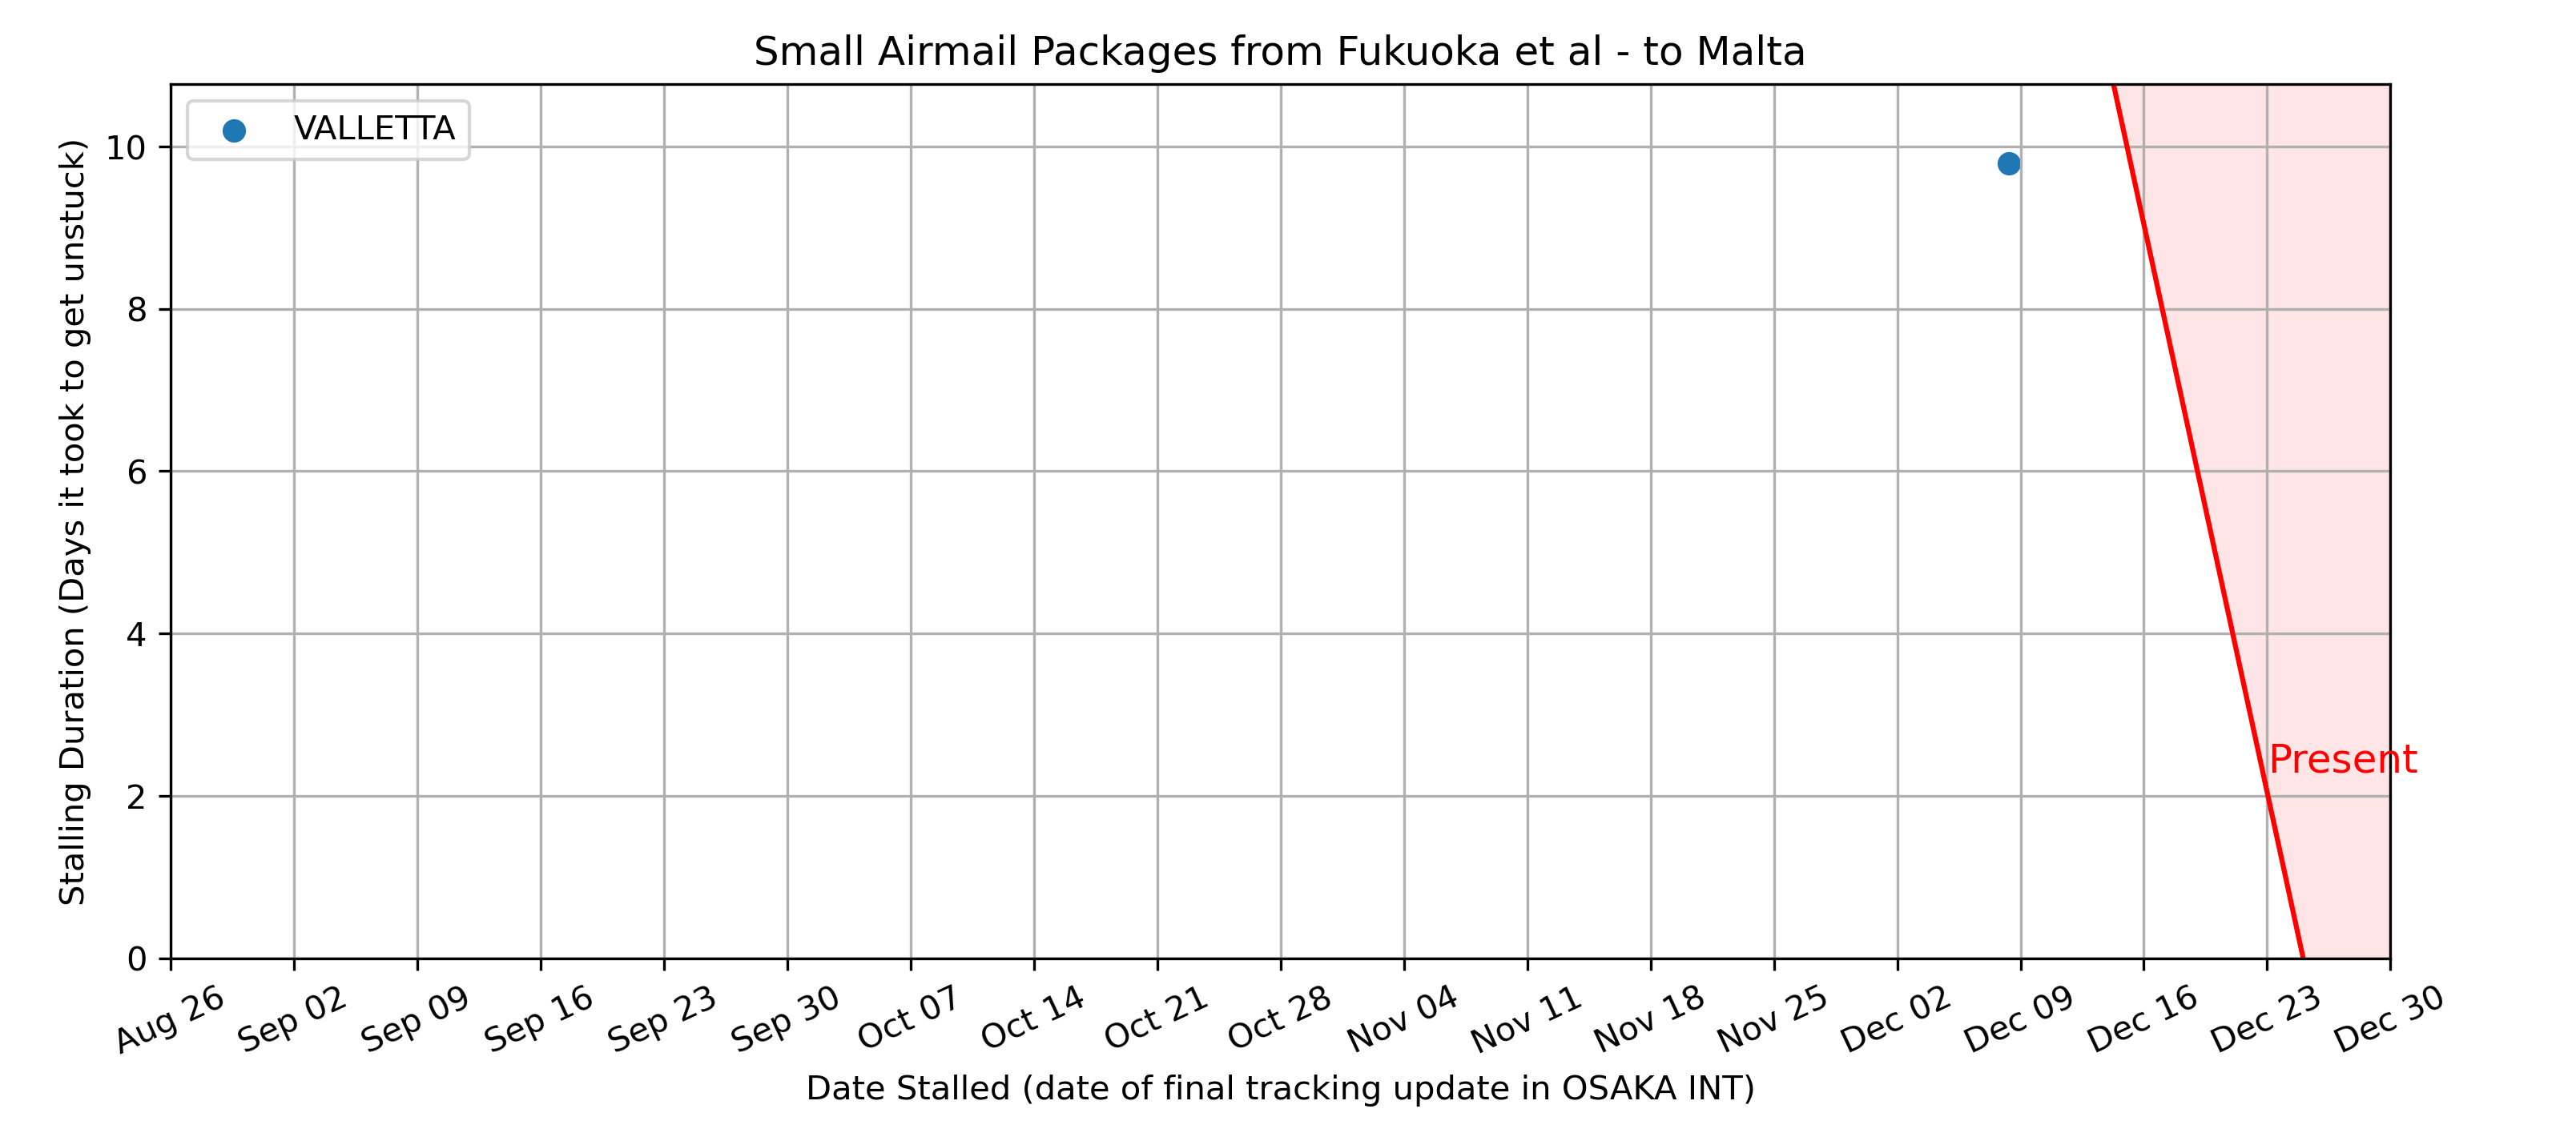 Small Airmail Packages from Fukuoka et al - to Malta
VALLETTA
Stalling Duration (Days it took to get unstuck)
10
8
6
4
2
0
Present
Aug 26
Sep 02
Sep 09
Sep 16
Sep 23
Sep 30
Oct 07
Oct 14
Oct 21
Oct 28
Nov 04
Nov 11
Nov 18
Nov 25
Dec 02
Dec 09
Dec 16
Dec 23
Dec 30
Date Stalled (date of final tracking update in OSAKA INT)